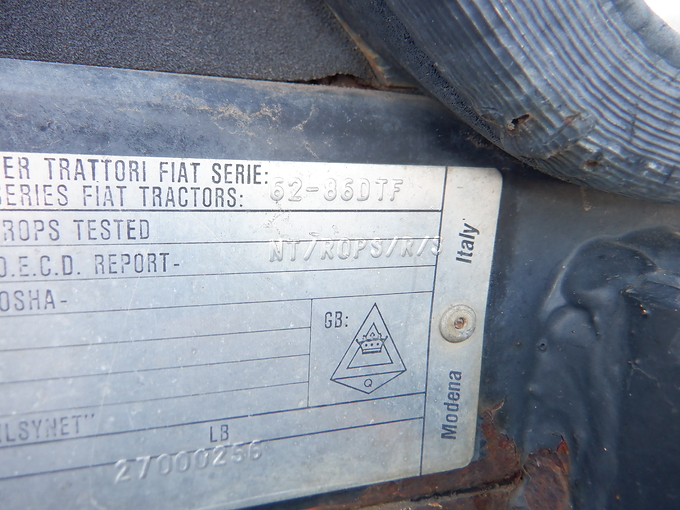 ER TRATTORI FIAT SERIE:
SERIES FIAT TRACTORS: 62-86DTF
ROPS TESTED
O.E.C.D. REPORT- NT/ROPS/R/S
OSHA-
GB:
ILSYNET" LB
27000256
Italy
Modena